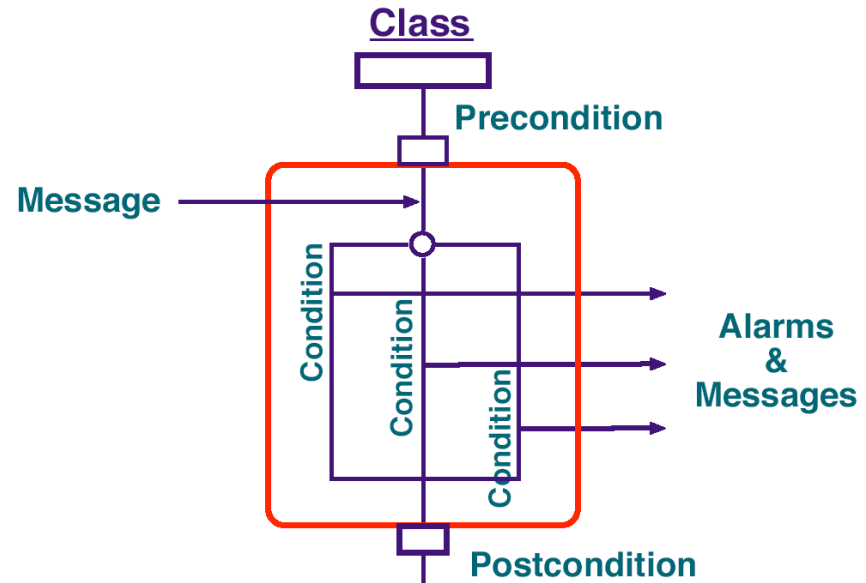 Class
Precondition
Message
Condition
Condition
Condition
Alarms
&
Messages
Postcondition